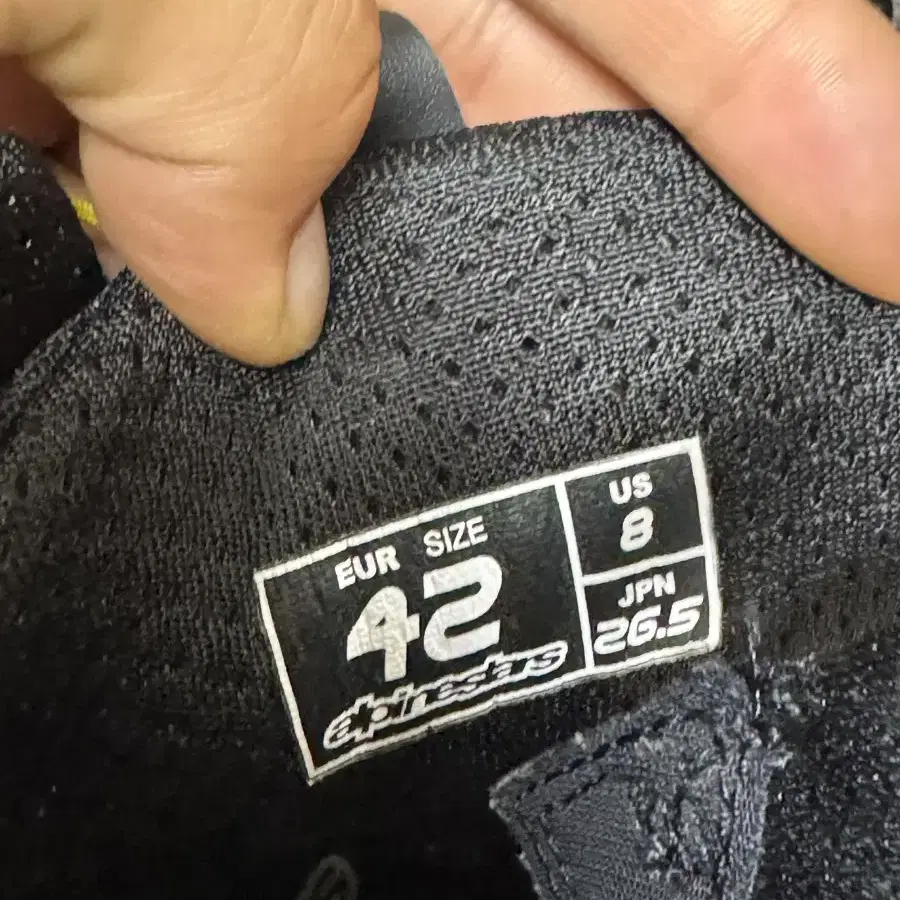 EUR SIZE
42
alpinestars
US
8
JPN
26.5